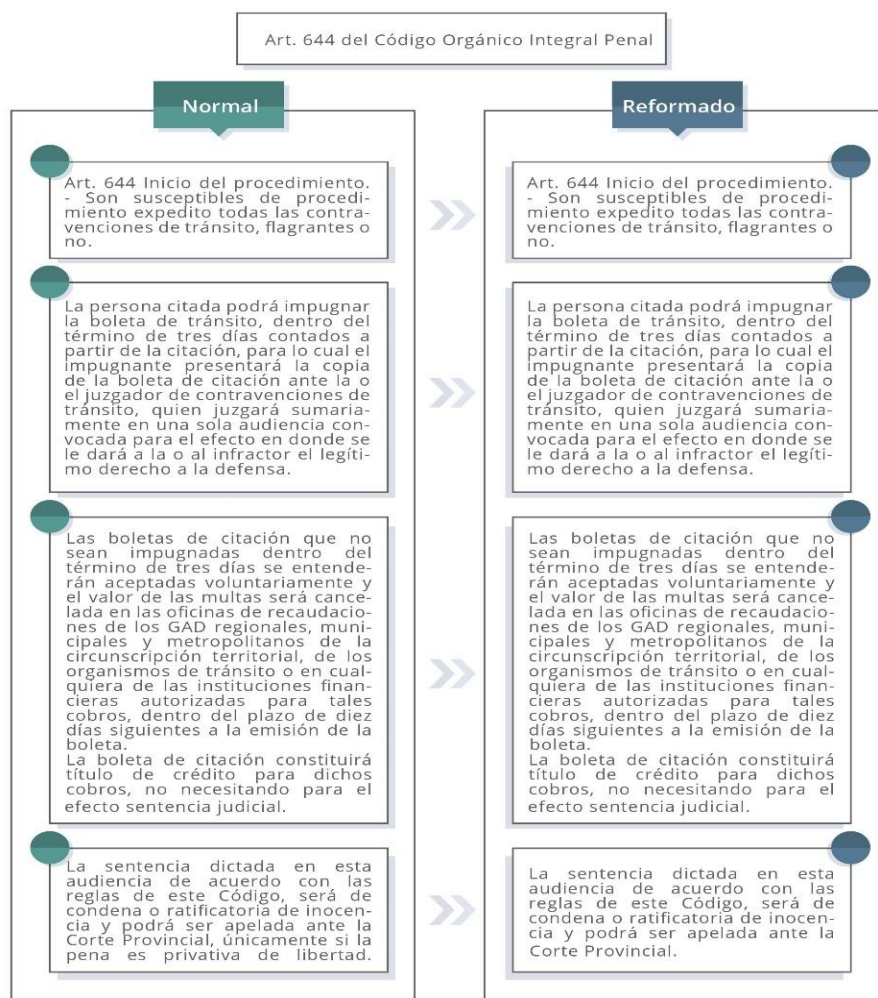 Art. 644 del Código Orgánico Integral Penal
Normal
Art. 644 Inicio del procedimiento.
- Son susceptibles de procedi-
miento expedito todas las contra-
venciones de tránsito, flagrantes o
no.
La persona citada podrá impugnar
la boleta de tránsito, dentro del
término de tres días contados a
partir de la citación, para lo cual el
impugnante presentará la copia
de la boleta de citación ante la o
el juzgador de contravenciones de
tránsito, quien juzgará sumaria-
mente en una sola audiencia con-
vocada para el efecto en donde se
le dará a la o al infractor el legíti-
mo derecho a la defensa.
Las boletas de citación que no
sean impugnadas dentro del
término de tres días se entende-
rán aceptadas voluntariamente y
el valor de las multas será cance-
lada en las oficinas de recaudacio-
nes de los GAD regionales, muni-
cipales y metropolitanos de la
circunscripción territorial, de los
organismos de tránsito o en cual-
quiera de las instituciones finan-
cieras autorizadas para tales
cobros, dentro del plazo de diez
días siguientes a la emisión de la
boleta.
La boleta de citación constituirá
título de crédito para dichos
cobros, no necesitando para el
efecto sentencia judicial.
La sentencia dictada en esta
audiencia de acuerdo con las
reglas de este Código, será de
condena o ratificatoria de inocen-
cia y podrá ser apelada ante la
Corte Provincial, únicamente si la
pena es privativa de libertad.
Reformado
Art. 644 Inicio del procedimiento.
- Son susceptibles de procedi-
miento expedito todas las contra-
venciones de tránsito, flagrantes o
no.
La persona citada podrá impugnar
la boleta de tránsito, dentro del
término de tres días contados a
partir de la citación, para lo cual el
impugnante presentará la copia
de la boleta de citación ante la o
el juzgador de contravenciones de
tránsito, quien juzgará sumaria-
mente en una sola audiencia con-
vocada para el efecto en donde se
le dará a la o al infractor el legíti-
mo derecho a la defensa.
Las boletas de citación que no
sean impugnadas dentro del
término de tres días se entende-
rán aceptadas voluntariamente y
el valor de las multas será cance-
lada en las oficinas de recaudacio-
nes de los GAD regionales, muni-
cipales y metropolitanos de la
circunscripción territorial, de los
organismos de tránsito o en cual-
quiera de las instituciones finan-
cieras autorizadas para tales
cobros, dentro del plazo de diez
días siguientes a la emisión de la
boleta.
La boleta de citación constituirá
título de crédito para dichos
cobros, no necesitando para el
efecto sentencia judicial.
La sentencia dictada en esta
audiencia de acuerdo con las
reglas de este Código, será de
condena o ratificatoria de inocen-
cia y podrá ser apelada ante la
Corte Provincial.